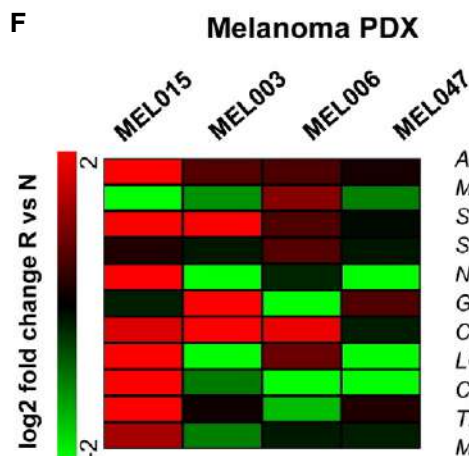 F
Melanoma PDX
MEL015 MEL003 MEL006 MEL047
log2 fold change R vs N
2
-2
A
M
S
S
N
G
C
C
T
M